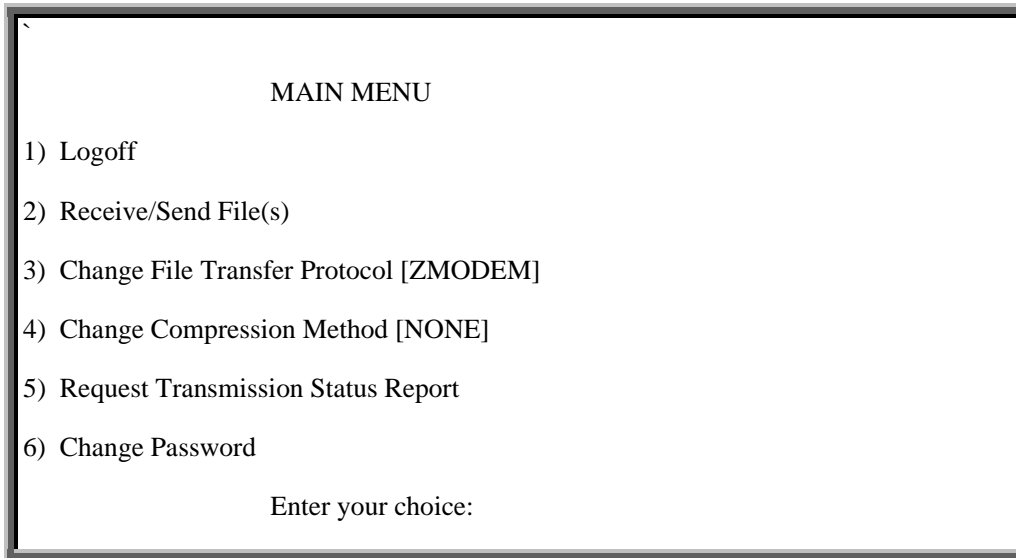 `
MAIN MENU
1) Logoff
2) Receive/Send File(s)
3) Change File Transfer Protocol [ZMODEM]
4) Change Compression Method [NONE]
5) Request Transmission Status Report
6) Change Password
Enter your choice: